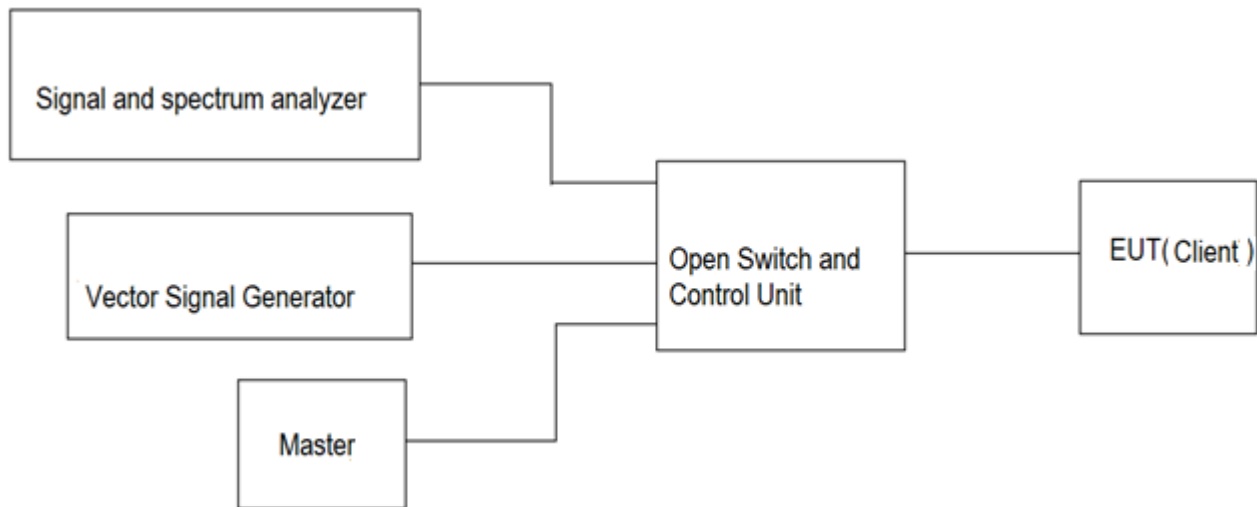 Signal and spectrum analyzer
Vector Signal Generator
Master
Open Switch and
Control Unit
EUT( Client )